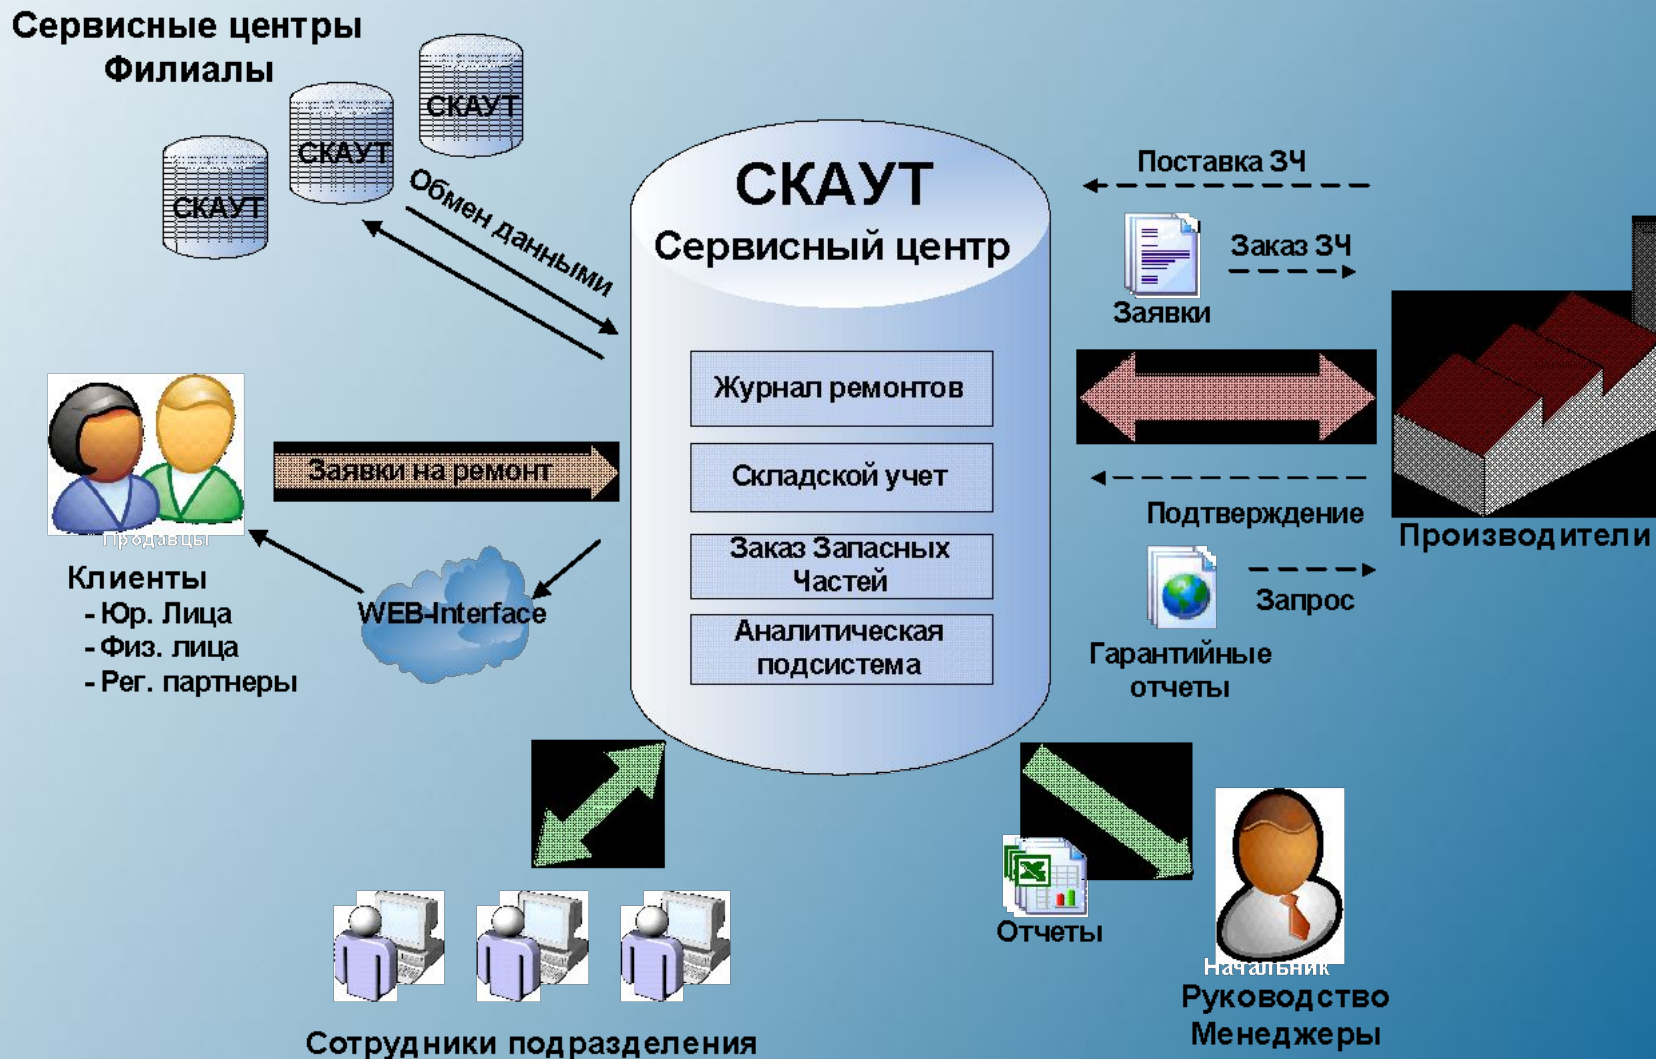 Сервисные центры
Филиалы
СКАУТ
СКАУТ
СКАУТ
Обмен данными
СКАУТ
Сервисный центр
Журнал ремонтов
Складской учет
Заказ Запасных
Частей
Аналитическая
подсистема
Поставка ЗЧ
Заказ ЗЧ
Заявки
Производители
Подтверждение
Запрос
Гарантийные
отчеты
Заявки на ремонт
Продавцы
Клиенты
- Юр. Лица
- Физ. лица
- Рег. партнеры
WEB-Interface
Сотрудники подразделения
Отчеты
Начальник
Руководство
Менеджеры